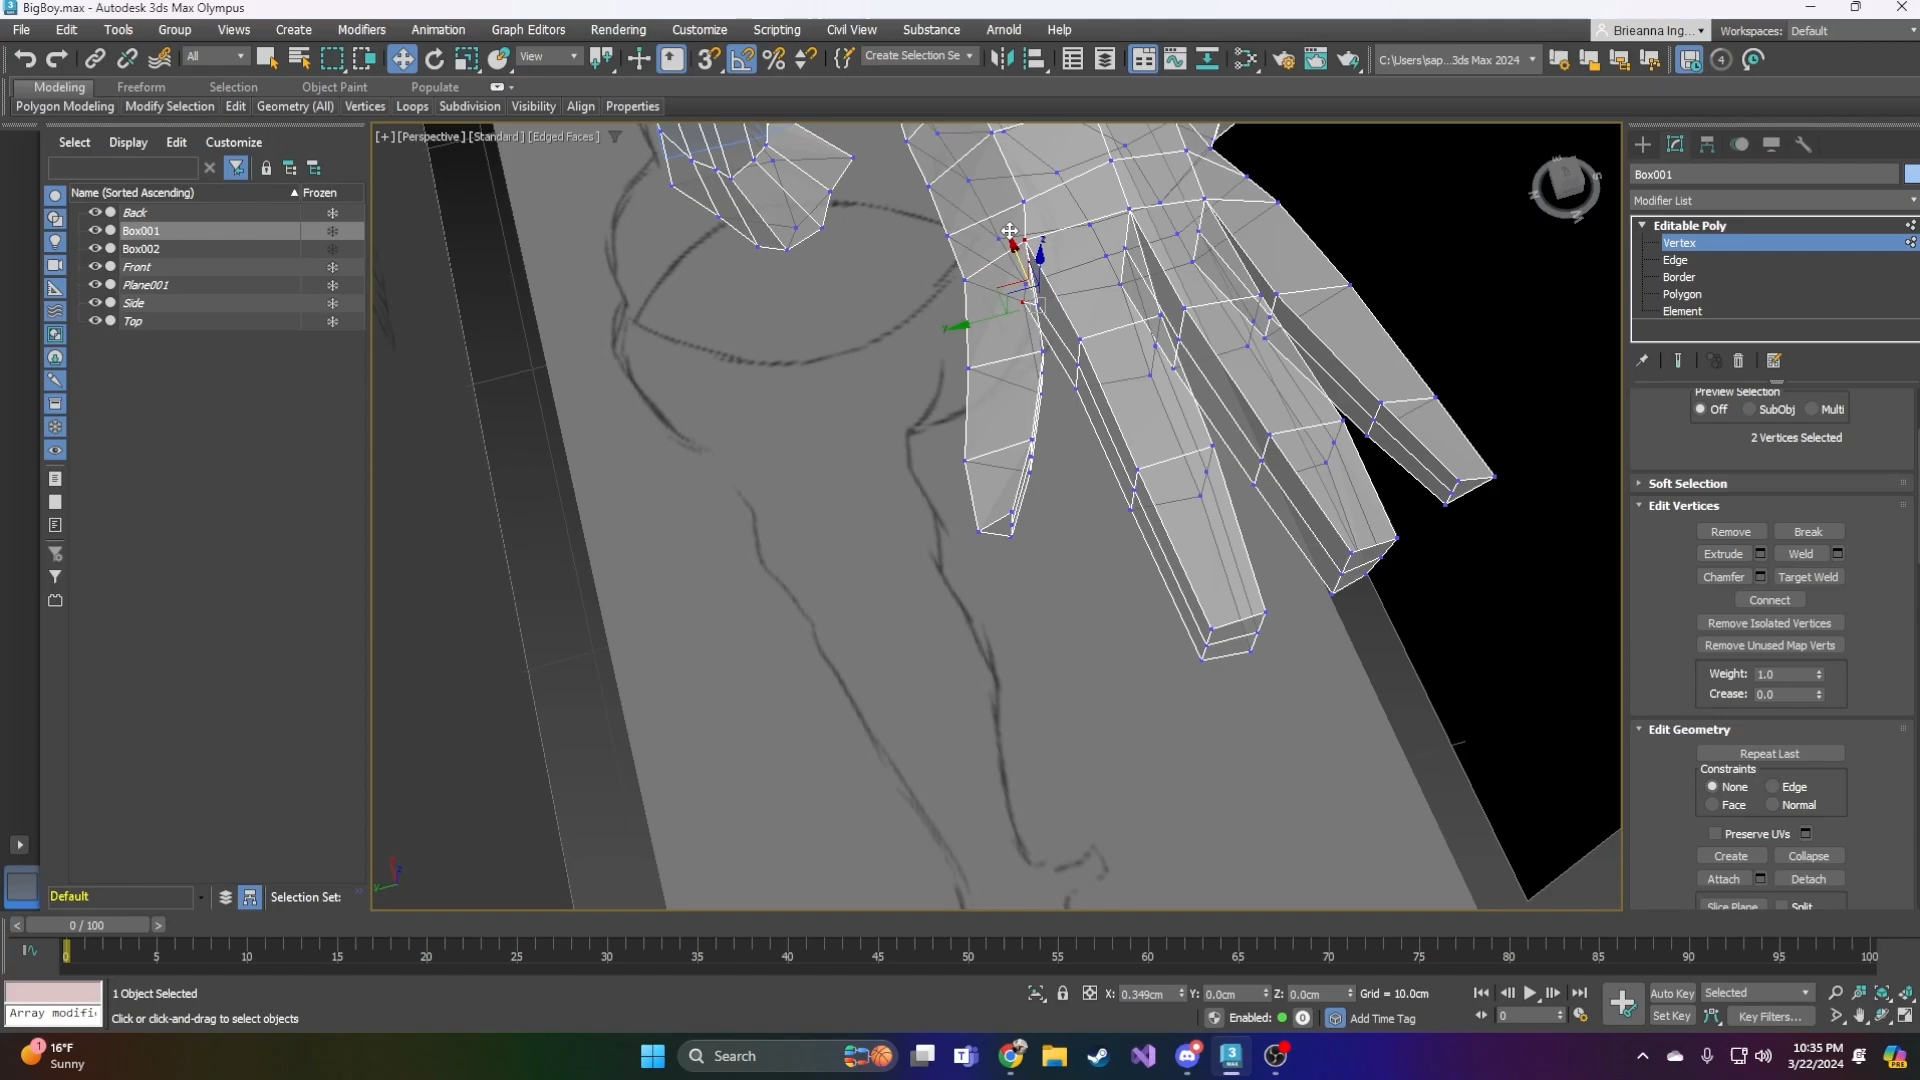 BigBoy.max - Autodesk 3ds Max Olympus
File Edit Tools Group Views Create Modifiers Animation Graph Editors Rendering Customize Scripting Civil View Substance Arnold Help
Brieanna Ing... Workspaces: Default
All View Create Selection Se C:\Users\sap...3ds Max 2024
Modeling Freeform Selection Object Paint Populate
Polygon Modeling Modify Selection Edit Geometry (All) Vertices Loops Subdivision Visibility Align Properties
Select Display Edit Customize
[+] [Perspective] [Standard] [Edged Faces]
Name (Sorted Ascending) Frozen
Back
Box001
Box002
Front
Plane001
Side
Top
Box001
Modifier List
Editable Poly
Vertex
Edge
Border
Polygon
Element
Preview Selection
Off SubObj Multi
2 Vertices Selected
Soft Selection
Edit Vertices
Remove Break
Extrude Weld
Chamfer Target Weld
Connect
Remove Isolated Vertices
Remove Unused Map Verts
Weight: 1.0
Crease: 0.0
Edit Geometry
Repeat Last
Constraints
None Edge
Face Normal
Preserve UVs
Create Collapse
Attach Detach
Slice Plane Split
Default Selection Set:
0 / 100
0 5 10 15 20 25 30 35 40 45 50 55 60 65 70 75 80 85 90 95 100
1 Object Selected
Array modifi
Click or click-and-drag to select objects
X: 0.349cm Y: 0.0cm Z: 0.0cm Grid = 10.0cm
Enabled: 0 Add Time Tag
0
Auto Key Selected
Set Key Key Filters...
16°F
Sunny
Search
10:35 PM
3/22/2024